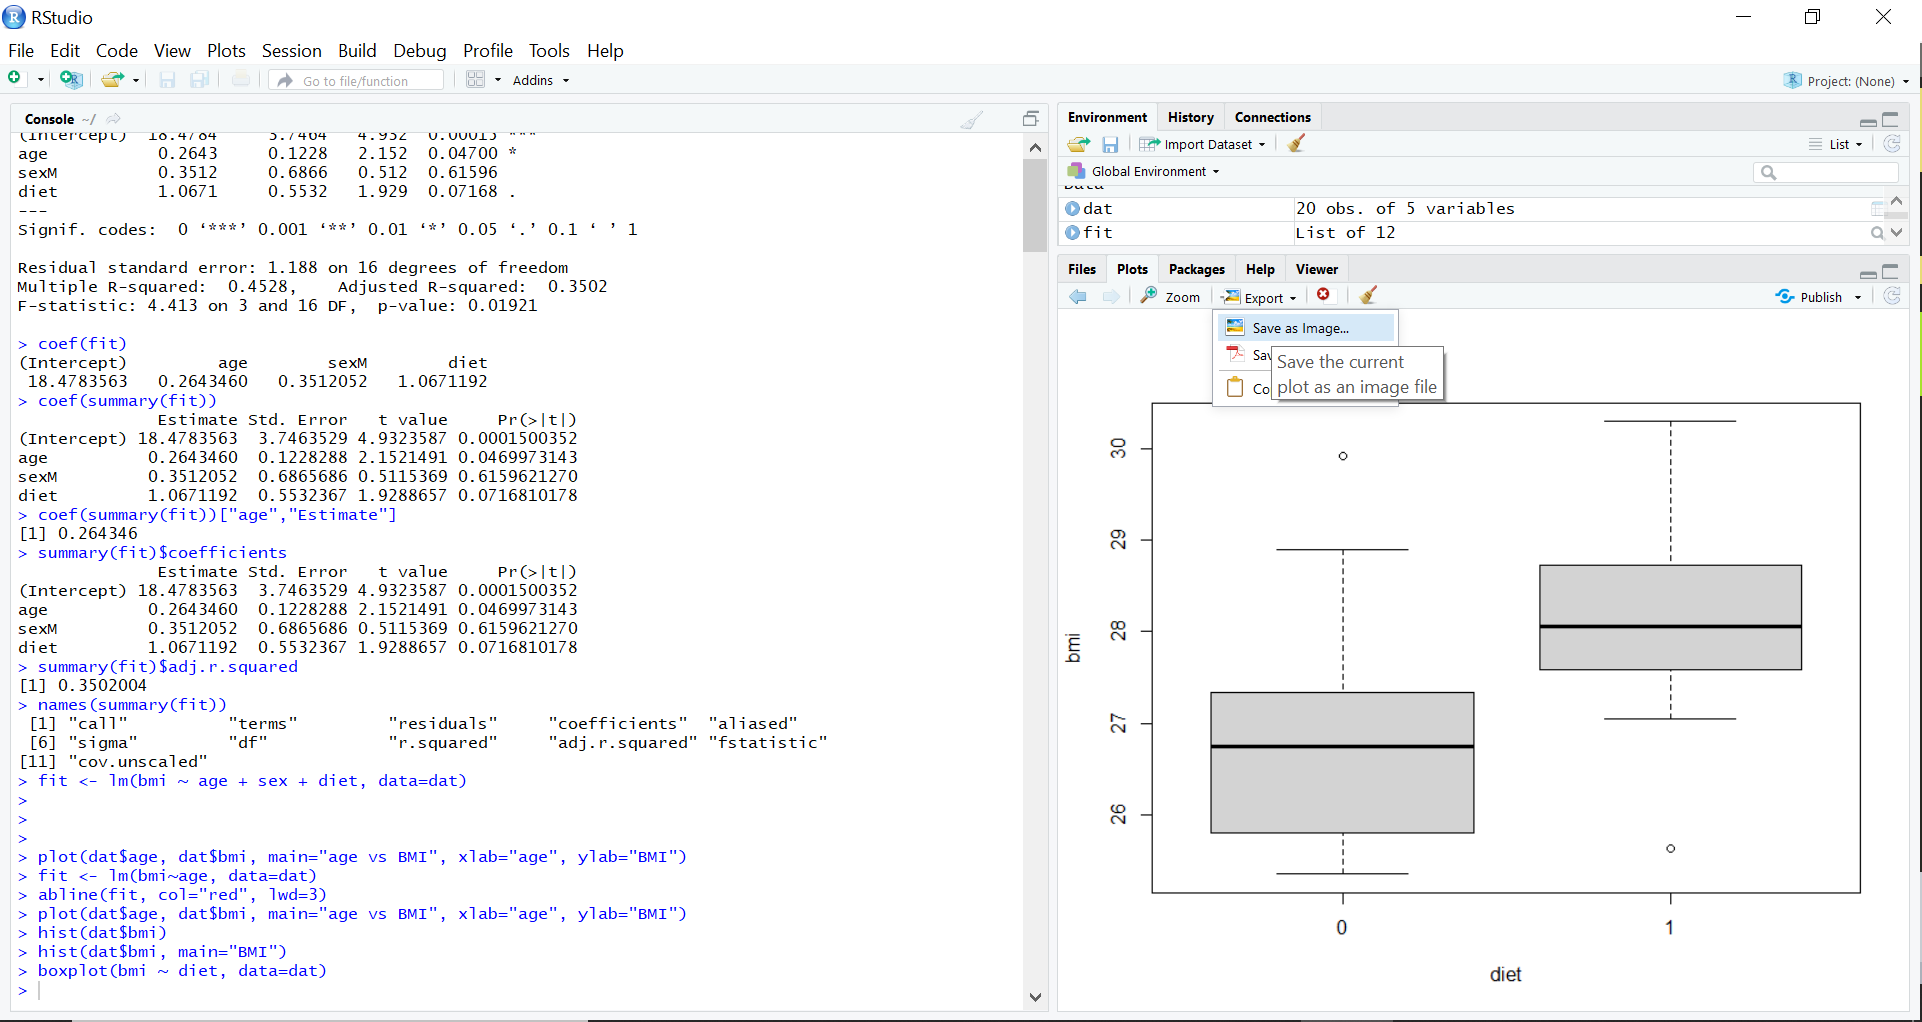 RStudio
File Edit Code View Plots Session Build Debug Profile Tools Help
Go to file/function Addins Project: (None)
Console ~/
(Intercept) 18.4784 3.7464 4.932 0.00015 ***
age 0.2643 0.1228 2.152 0.04700 *
sexM 0.3512 0.6866 0.512 0.61596
diet 1.0671 0.5532 1.929 0.07168 .
---
Signif. codes: 0 ‘***’ 0.001 ‘**’ 0.01 ‘*’ 0.05 ‘.’ 0.1 ‘ ’ 1
Residual standard error: 1.188 on 16 degrees of freedom
Multiple R-squared: 0.4528, Adjusted R-squared: 0.3502
F-statistic: 4.413 on 3 and 16 DF, p-value: 0.01921
> coef(fit)
(Intercept) age sexM diet
18.4783563 0.2643460 0.3512052 1.0671192
> coef(summary(fit))
Estimate Std. Error t value Pr(>|t|)
(Intercept) 18.4783563 3.7463529 4.9323587 0.0001500352
age 0.2643460 0.1228288 2.1521491 0.0469973143
sexM 0.3512052 0.6865686 0.5115369 0.6159621270
diet 1.0671192 0.5532367 1.9288657 0.0716810178
> coef(summary(fit))["age","Estimate"]
[1] 0.264346
> summary(fit)$coefficients
Estimate Std. Error t value Pr(>|t|)
(Intercept) 18.4783563 3.7463529 4.9323587 0.0001500352
age 0.2643460 0.1228288 2.1521491 0.0469973143
sexM 0.3512052 0.6865686 0.5115369 0.6159621270
diet 1.0671192 0.5532367 1.9288657 0.0716810178
> summary(fit)$adj.r.squared
[1] 0.3502004
> names(summary(fit))
[1] "call" "terms" "residuals" "coefficients" "aliased"
[6] "sigma" "df" "r.squared" "adj.r.squared" "fstatistic"
[11] "cov.unscaled"
> fit <- lm(bmi ~ age + sex + diet, data=dat)
>
>
>
> plot(dat$age, dat$bmi, main="age vs BMI", xlab="age", ylab="BMI")
> fit <- lm(bmi~age, data=dat)
> abline(fit, col="red", lwd=3)
> plot(dat$age, dat$bmi, main="age vs BMI", xlab="age", ylab="BMI")
> hist(dat$bmi)
> hist(dat$bmi, main="BMI")
> boxplot(bmi ~ diet, data=dat)
>
Environment History Connections
Import Dataset List
Global Environment
Data
dat 20 obs. of 5 variables
fit List of 12
Files Plots Packages Help Viewer
Zoom Export Publish
Save as Image...
Sav
Co
Save the current
plot as an image file
30
29
28
27
26
bmi
0 1
diet